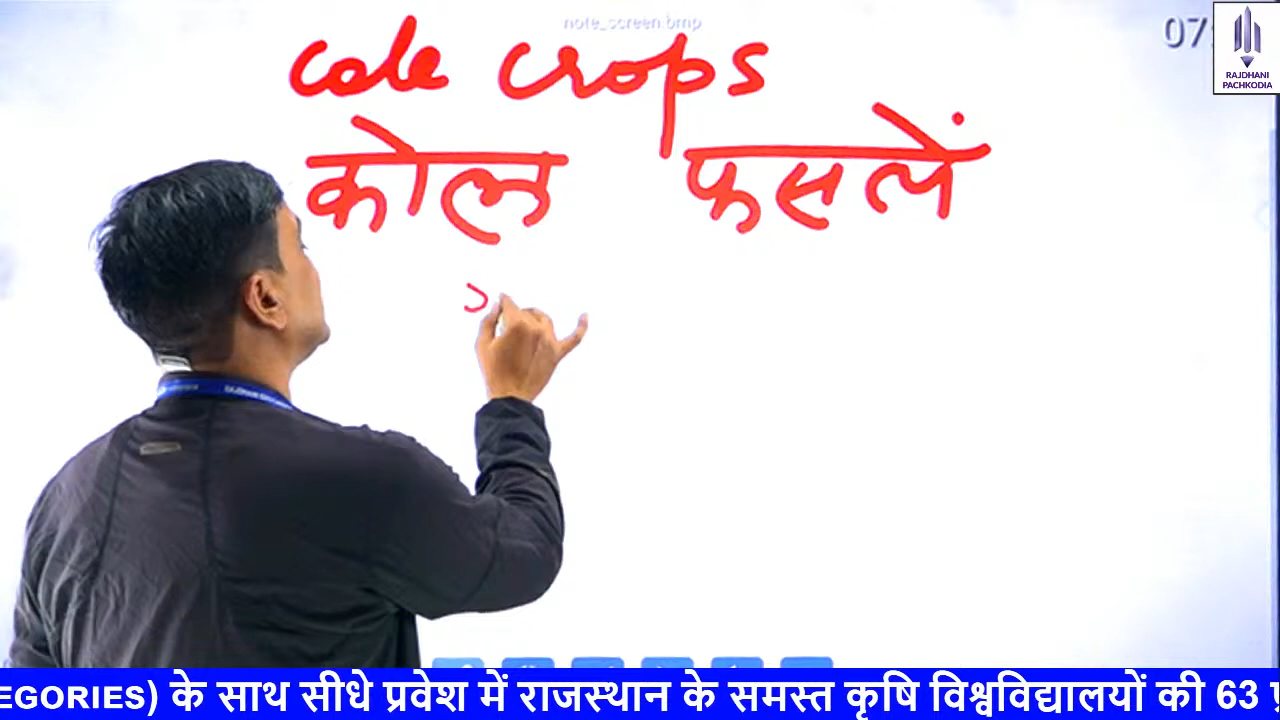 note_screen.bmp
07:
RAJDHANI
PACHKODIA
Cole crops
कोल फसलें
EGORIES) के साथ सीधे प्रवेश में राजस्थान के समस्त कृषि विश्वविद्यालयों की 63